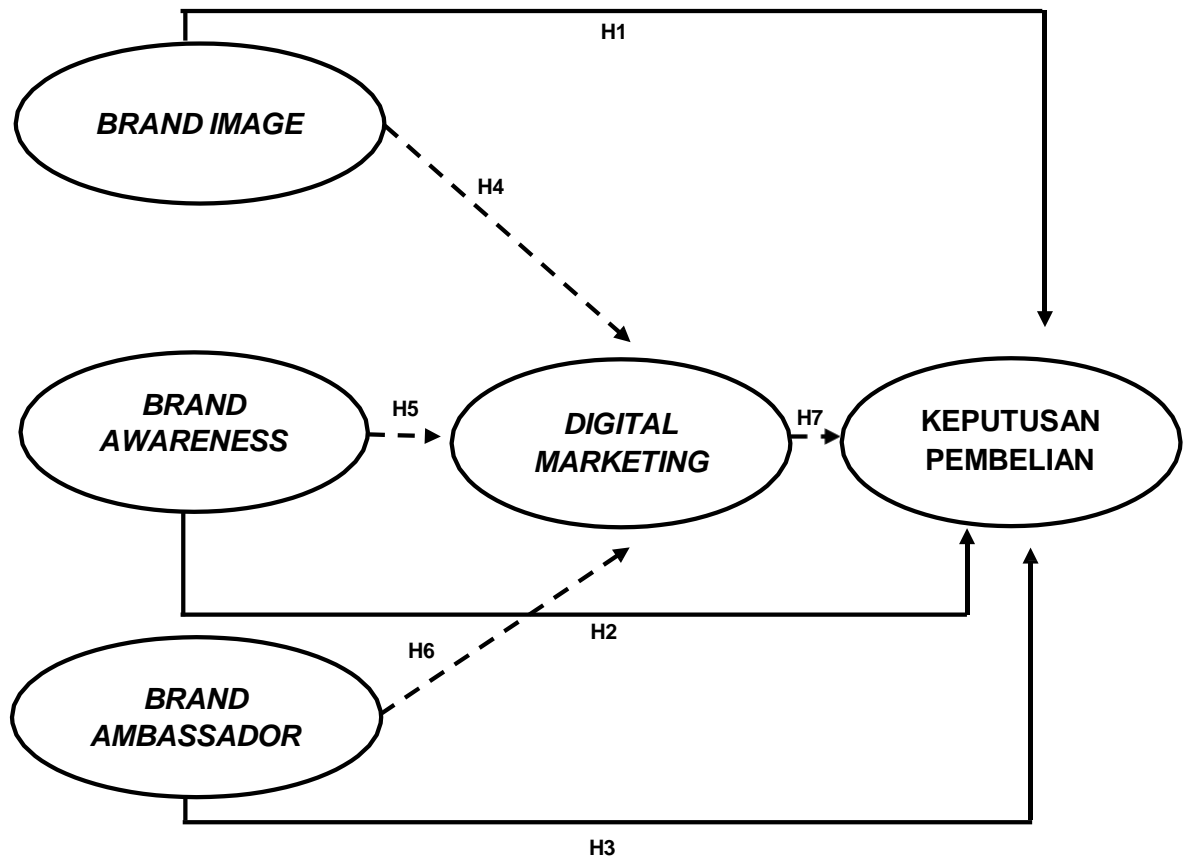 H1
BRAND IMAGE
H4
BRAND
AWARENESS
H5
DIGITAL
MARKETING
H7
KEPUTUSAN
PEMBELIAN
H2
H6
BRAND
AMBASSADOR
H3